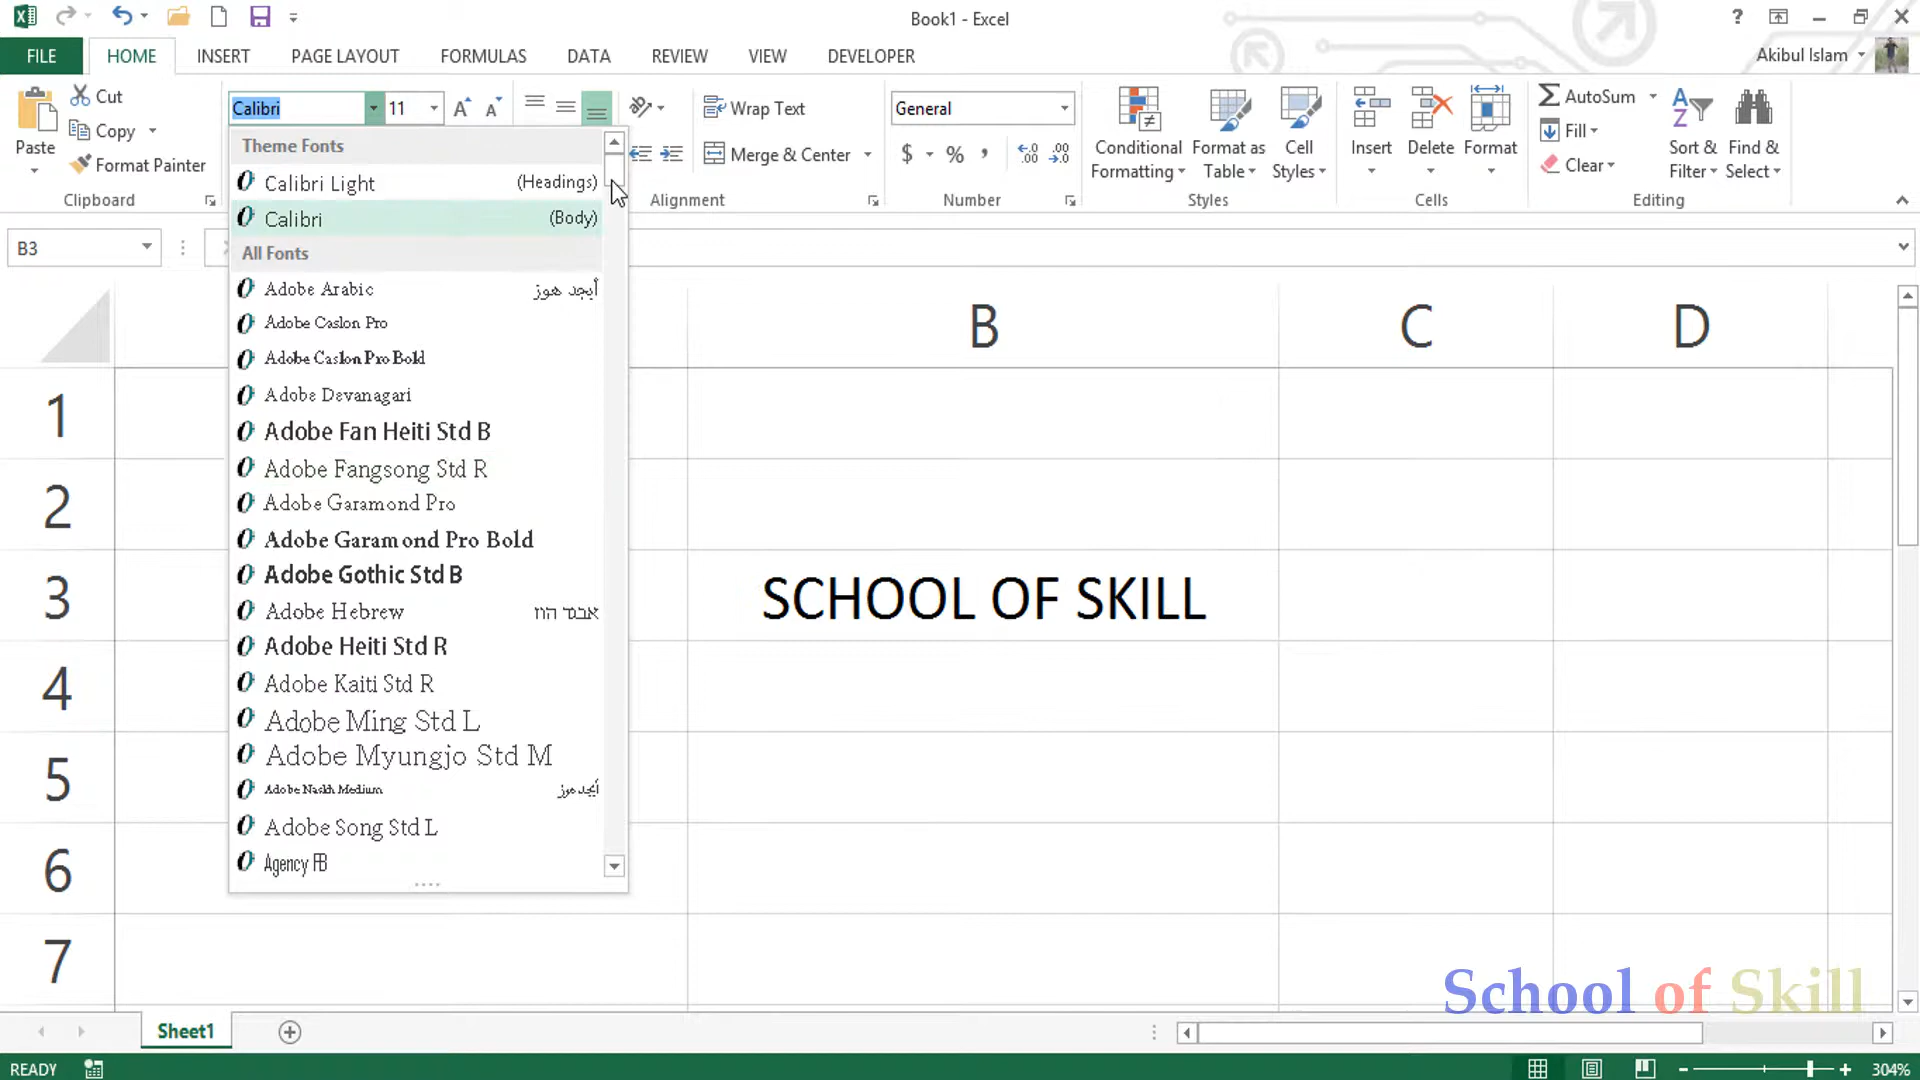 Book1 - Excel
?
FILE HOME INSERT PAGE LAYOUT FORMULAS DATA REVIEW VIEW DEVELOPER Akibul Islam
Paste
Cut
Copy
Format Painter
Clipboard
Calibri 11
Wrap Text
Merge & Center
Alignment
General
$ % ,
Number
Conditional Formatting
Format as Table
Cell Styles
Styles
Insert
Delete
Format
Cells
AutoSum
Fill
Clear
Sort & Filter
Find & Select
Editing
Theme Fonts
Calibri Light (Headings)
Calibri (Body)
All Fonts
Adobe Arabic أبجد هوز
Adobe Caslon Pro
Adobe Caslon Pro Bold
Adobe Devanagari
Adobe Fan Heiti Std B
Adobe Fangsong Std R
Adobe Garamond Pro
Adobe Garamond Pro Bold
Adobe Gothic Std B
Adobe Hebrew אבגד הוז
Adobe Heiti Std R
Adobe Kaiti Std R
Adobe Ming Std L
Adobe Myungjo Std M
Adobe Naskh Medium أبجد هوز
Adobe Song Std L
Agency FB
B3
B C D
1
2
3 SCHOOL OF SKILL
4
5
6
7
School of Skill
Sheet1
READY 304%